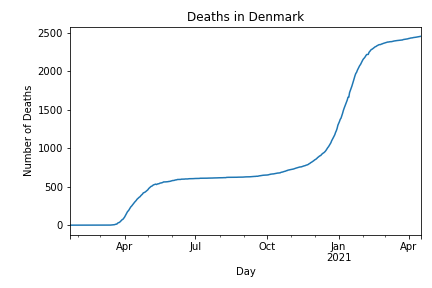 Deaths in Denmark
2500
2000
1500
1000
500
0
Number of Deaths
Apr
Jul
Oct
Jan
2021
Apr
Day